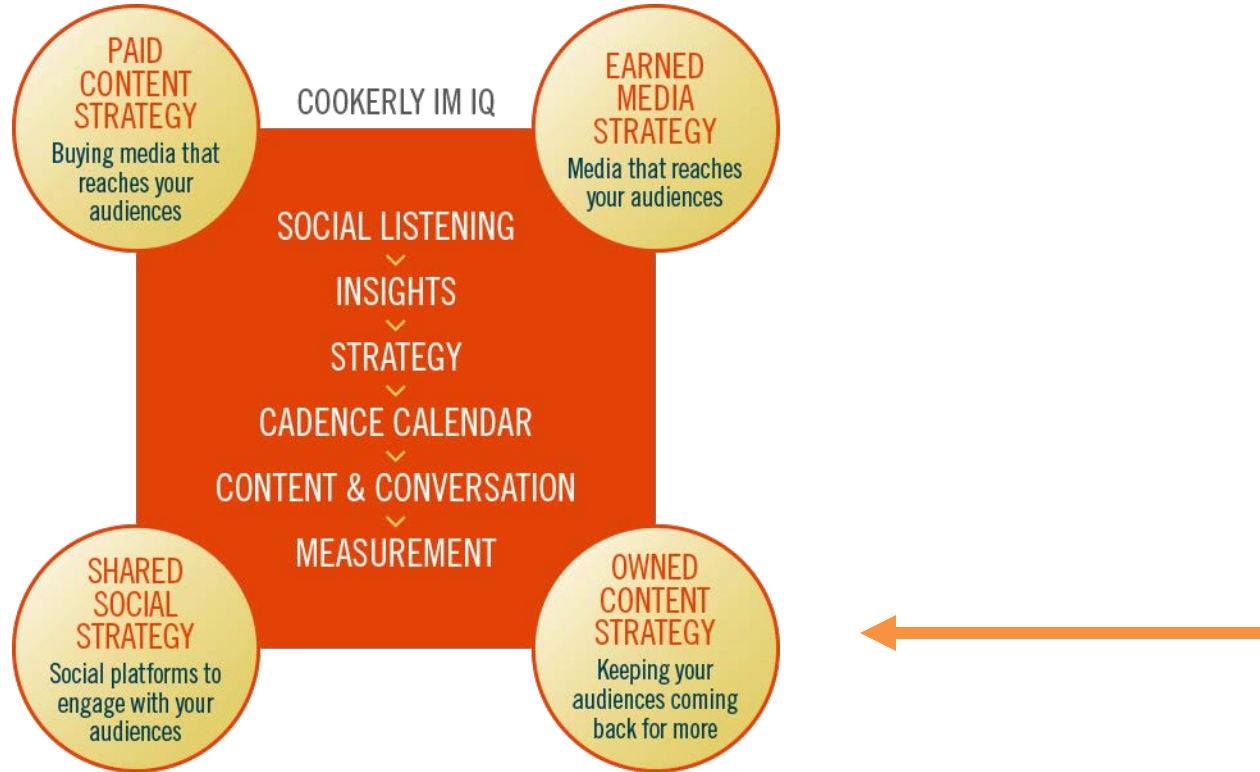 PAID
CONTENT
STRATEGY
Buying media that
reaches your
audiences
COOKERLY IM IQ
EARNED
MEDIA
STRATEGY
Media that reaches
your audiences
SOCIAL LISTENING
INSIGHTS
STRATEGY
CADENCE CALENDAR
CONTENT & CONVERSATION
MEASUREMENT
SHARED
SOCIAL
STRATEGY
Social platforms to
engage with your
audiences
OWNED
CONTENT
STRATEGY
Keeping your
audiences coming
back for more